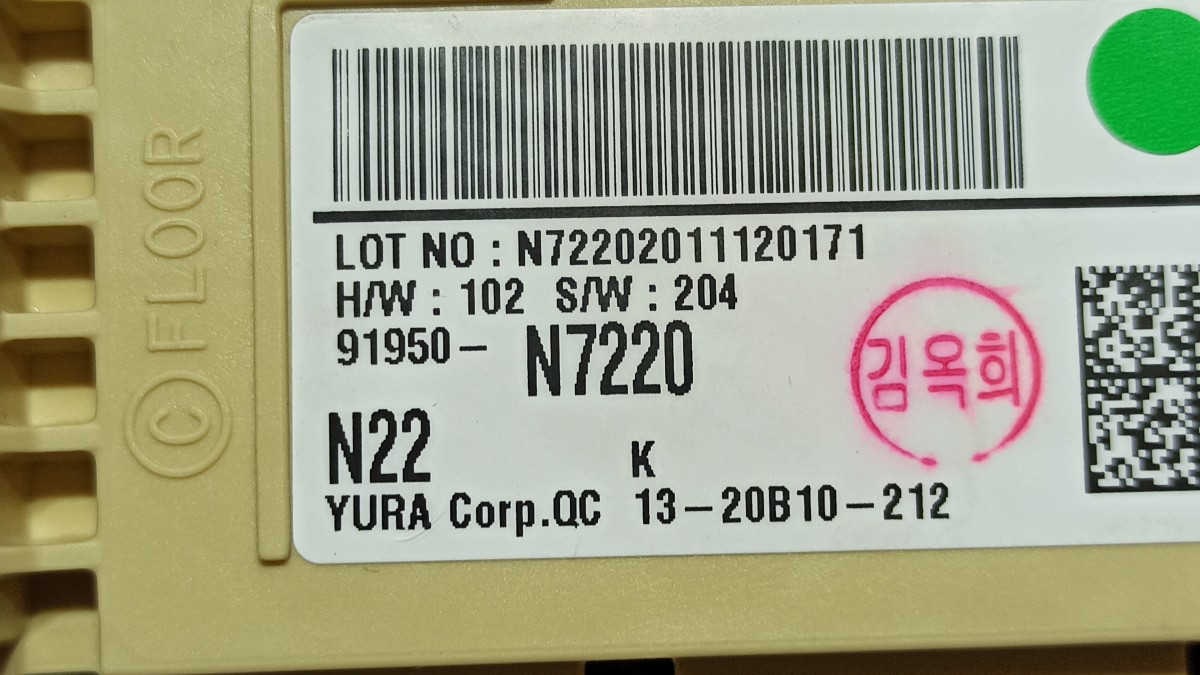 Ⓒ FLOOR
LOT NO : N72202011120171
H/W : 102 S/W : 204
91950- N7220
김옥희
N22 K
YURA Corp.QC 13-20B10-212